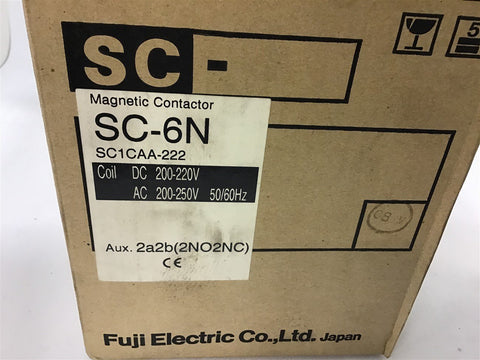 SC -
5
Magnetic Contactor
SC-6N
SC1CAA-222
Coil DC 200-220V
AC 200-250V 50/60Hz
Aux. 2a2b(2NO2NC)
CE
Fuji Electric Co.,Ltd. Japan